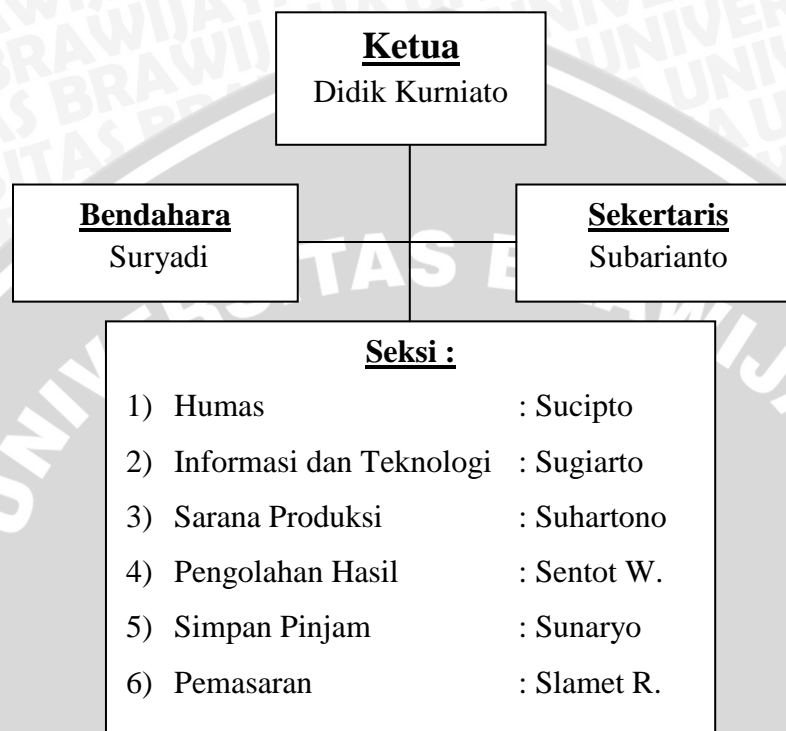 Ketua
Didik Kurniato
Bendahara
Suryadi
Sekertaris
Subarianto
Seksi :
1) Humas : Sucipto
2) Informasi dan Teknologi : Sugiarto
3) Sarana Produksi : Suhartono
4) Pengolahan Hasil : Sentot W.
5) Simpan Pinjam : Sunaryo
6) Pemasaran : Slamet R.